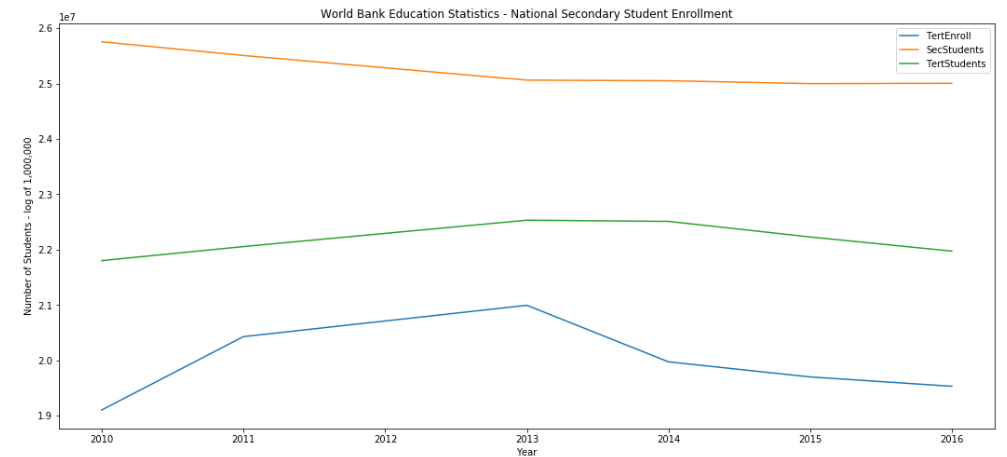 World Bank Education Statistics - National Secondary Student Enrollment
1e7
TertEnroll
SecStudents
TertStudents
2.6
2.5
2.4
2.3
2.2
2.1
2.0
1.9
Number of Students - log of 1,000,000
2010 2011 2012 2013 2014 2015 2016
Year